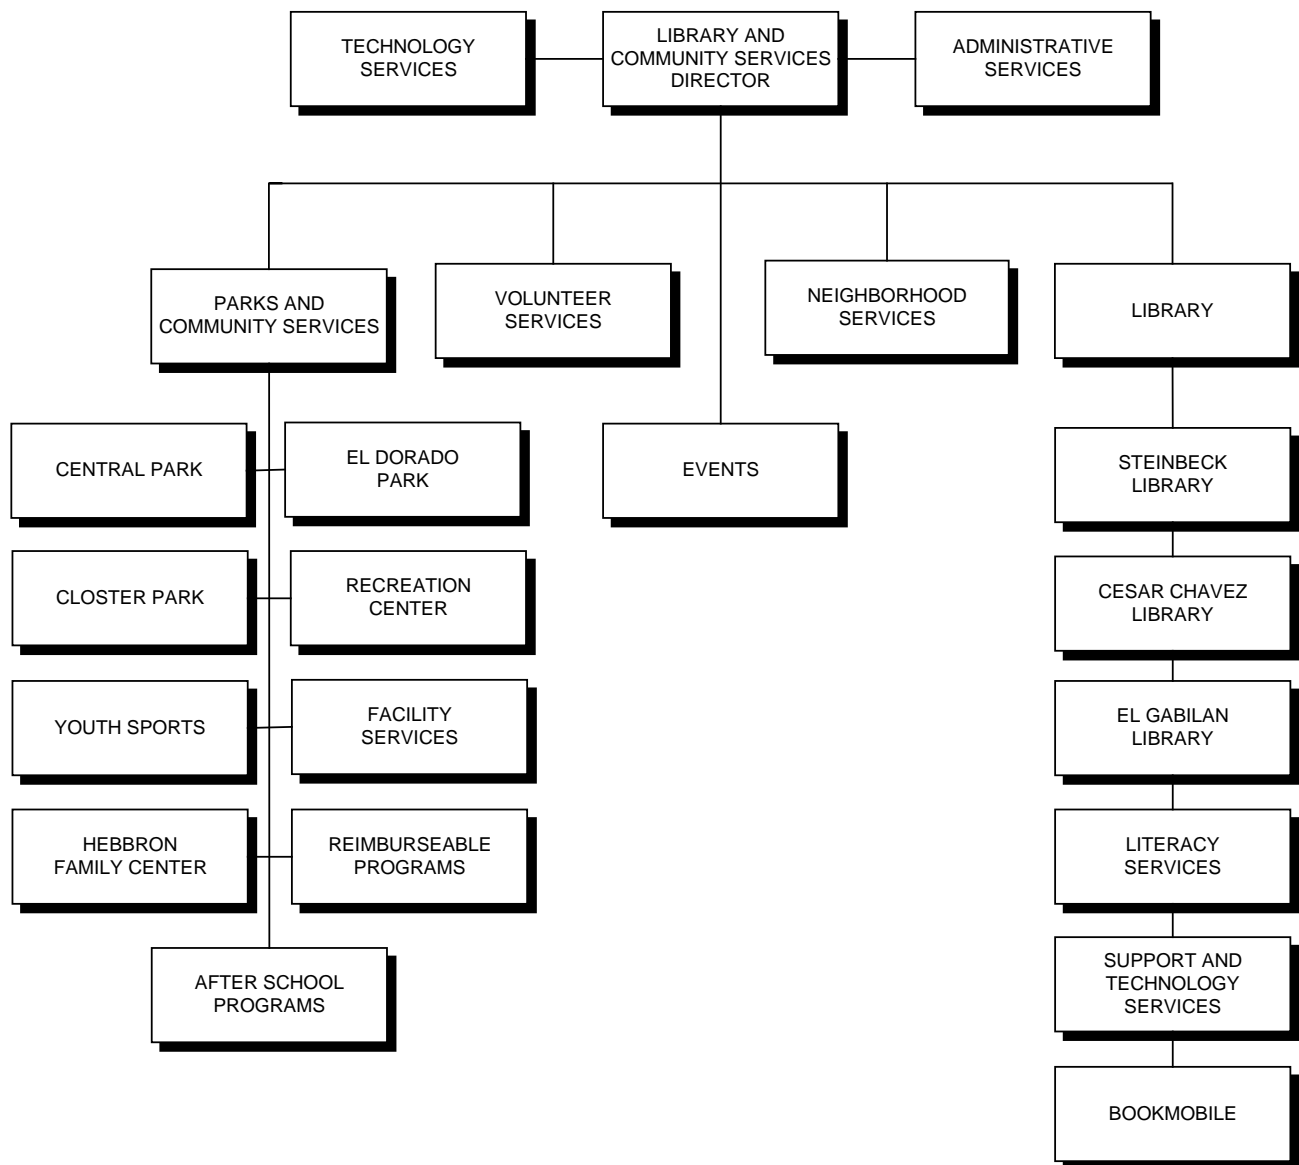 TECHNOLOGY
SERVICES
LIBRARY AND
COMMUNITY SERVICES
DIRECTOR
ADMINISTRATIVE
SERVICES
PARKS AND
COMMUNITY SERVICES
VOLUNTEER
SERVICES
NEIGHBORHOOD
SERVICES
LIBRARY
CENTRAL PARK
EL DORADO
PARK
EVENTS
STEINBECK
LIBRARY
CLOSTER PARK
RECREATION
CENTER
CESAR CHAVEZ
LIBRARY
YOUTH SPORTS
FACILITY
SERVICES
EL GABILAN
LIBRARY
HEBBRON
FAMILY CENTER
REIMBURSEABLE
PROGRAMS
LITERACY
SERVICES
AFTER SCHOOL
PROGRAMS
SUPPORT AND
TECHNOLOGY
SERVICES
BOOKMOBILE